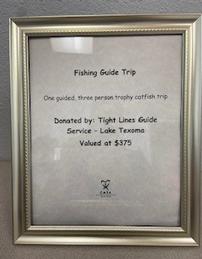 Fishing Guide Trip
One guided, three person trophy catfish trip
Donated by: Tight Lines Guide
Service - Lake Texoma
Valued at $375
CASA